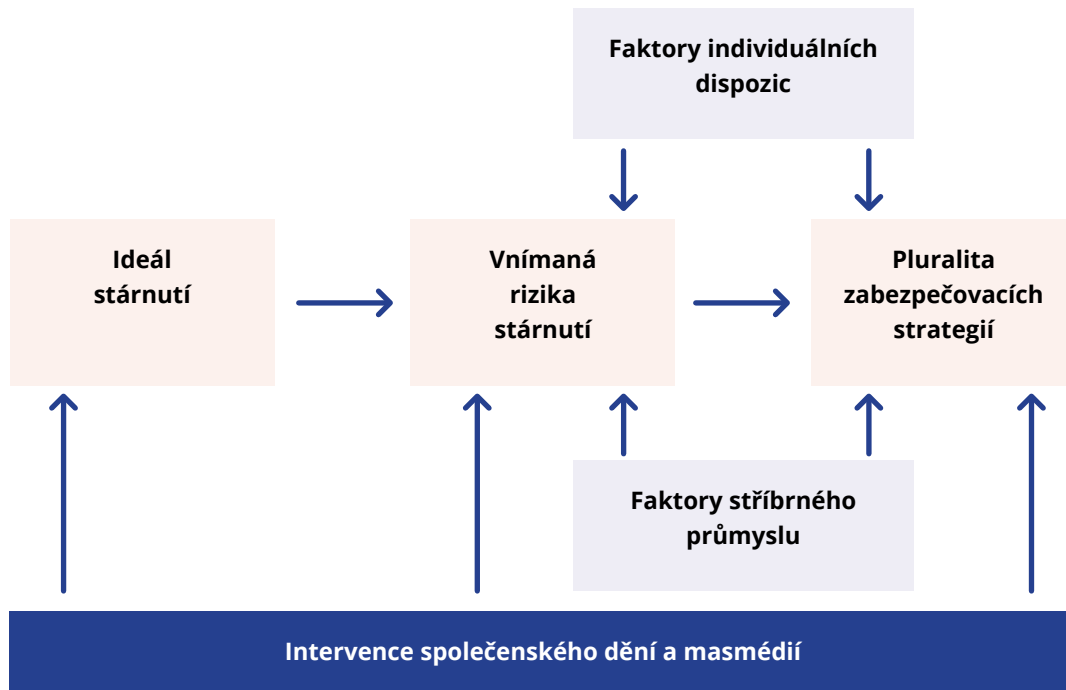 Faktory individuálních
dispozic
Ideál
stárnutí
Vnímaná
rizika
stárnutí
Pluralita
zabezpečovacích
strategií
Faktory stříbrného
průmyslu
Intervence společenského dění a masmédií